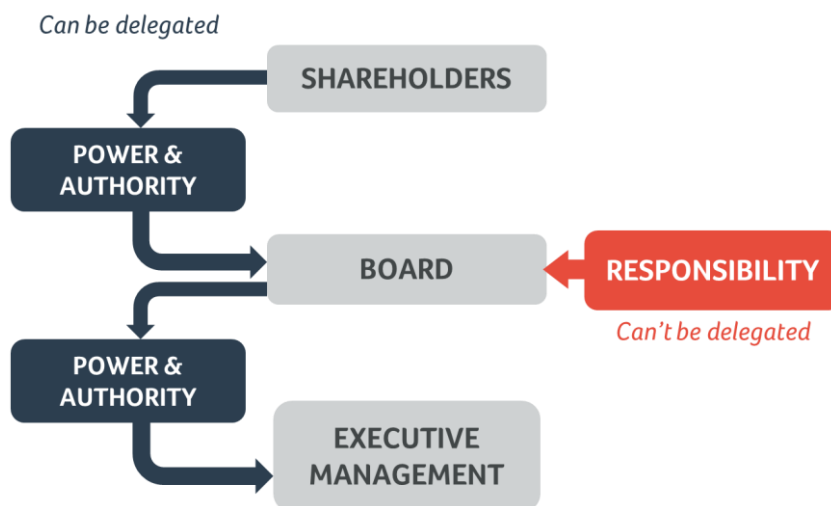 Can be delegated
SHAREHOLDERS
POWER &
AUTHORITY
BOARD
RESPONSIBILITY
Can't be delegated
POWER &
AUTHORITY
EXECUTIVE
MANAGEMENT